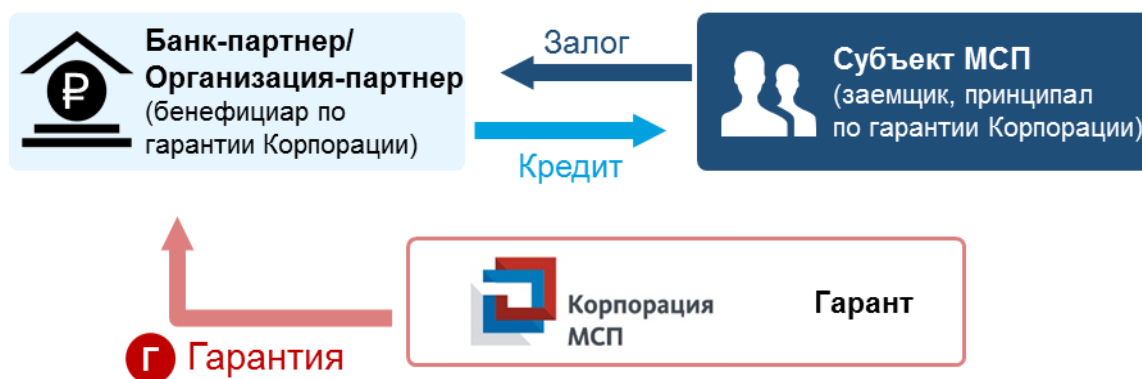 Банк-партнер/
Организация-партнер
(бенефициар по
гарантии Корпорации)
Залог
Кредит
Субъект МСП
(заемщик, принципал
по гарантии Корпорации)
Г Гарантия
Корпорация
МСП
Гарант